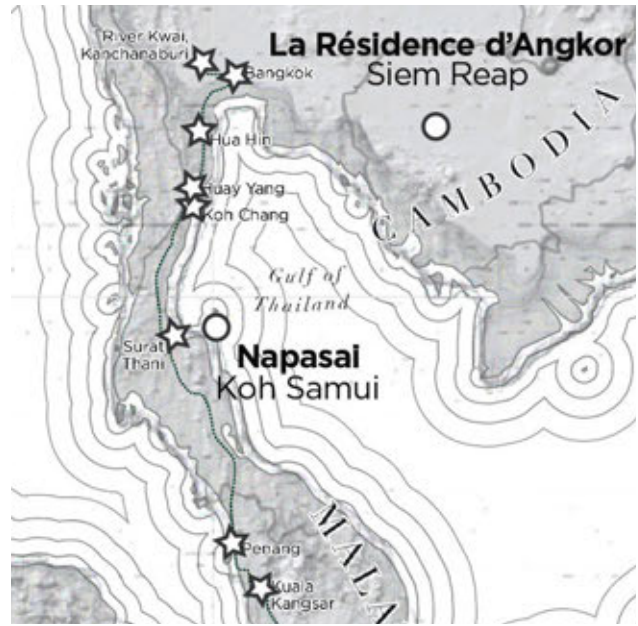 River Kwai,
Kanchanaburi
La Résidence d'Angkor
Siem Reap
Bangkok
Hua Hin
CAMBODIA
Huay Yang
Koh Chang
Gulf of
Thailand
Surat
Thani
Napasai
Koh Samui
MALA
Penang
Kuala
Kangsar